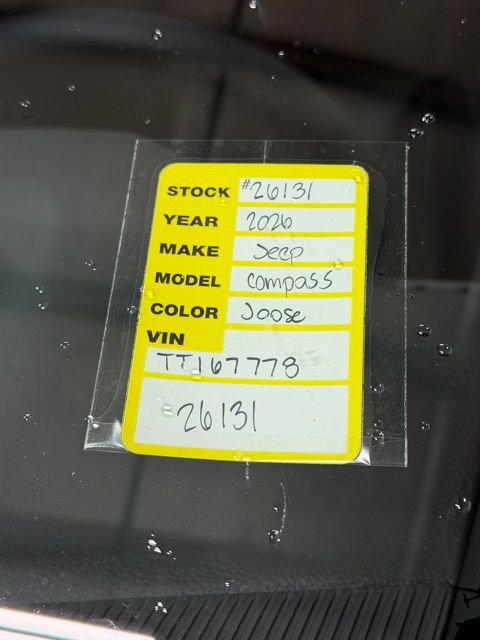 STOCK #26131
YEAR 2026
MAKE Jeep
MODEL compass
COLOR Joose
VIN
TT167778
26131